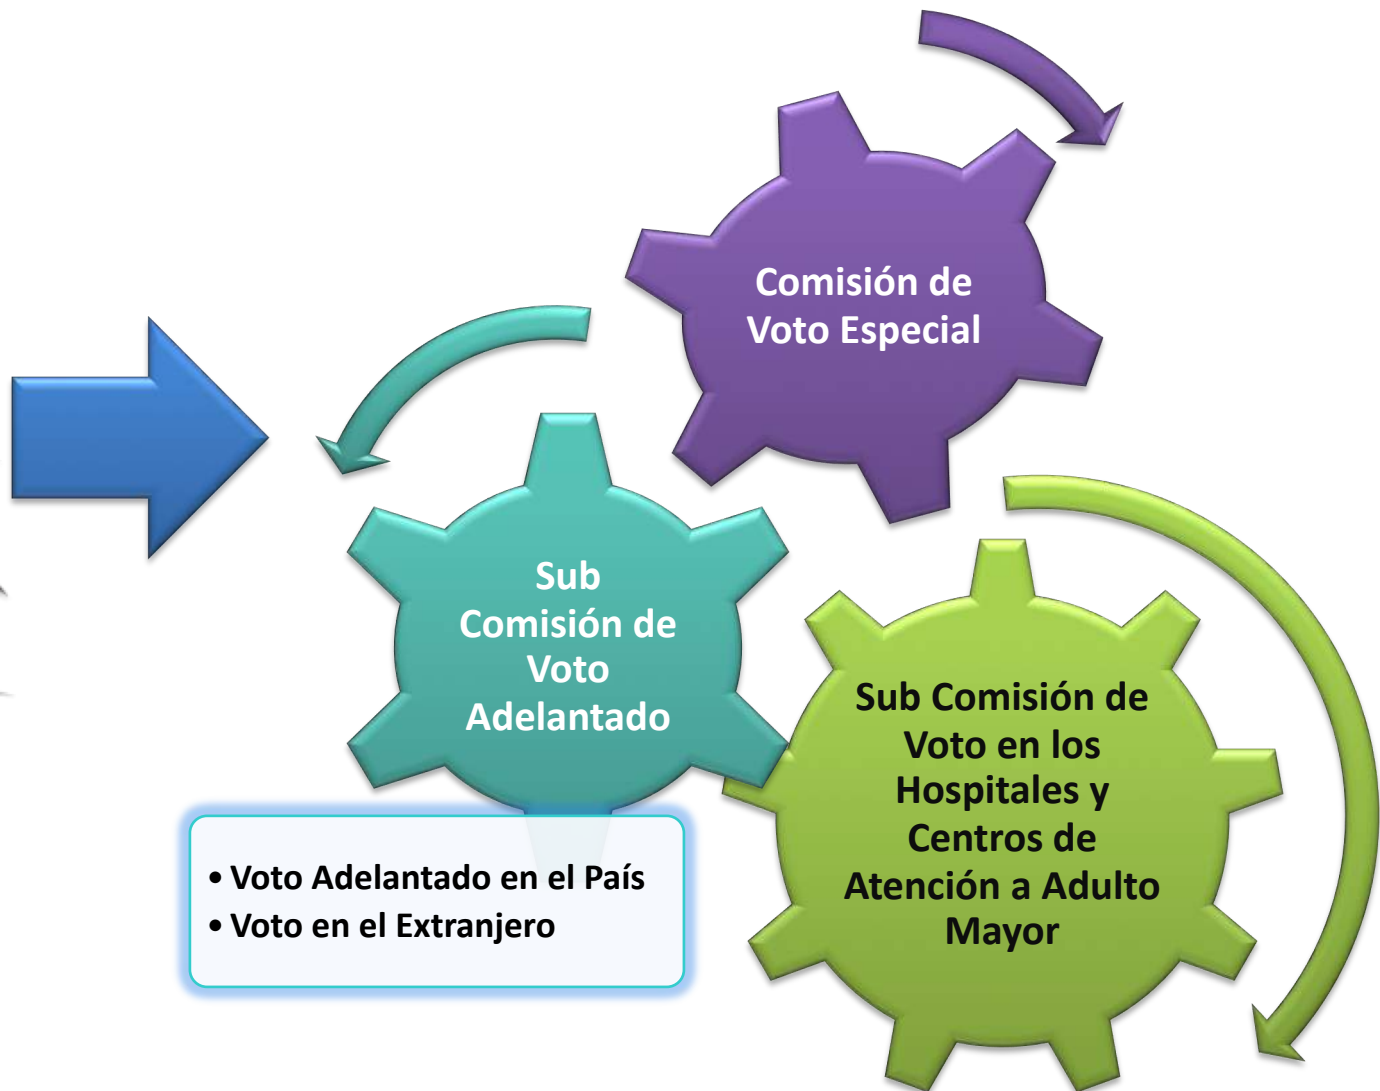 Comisión de
Voto Especial
Sub
Comisión de
Voto
Adelantado
• Voto Adelantado en el País
• Voto en el Extranjero
Sub Comisión de
Voto en los
Hospitales y
Centros de
Atención a Adulto
Mayor